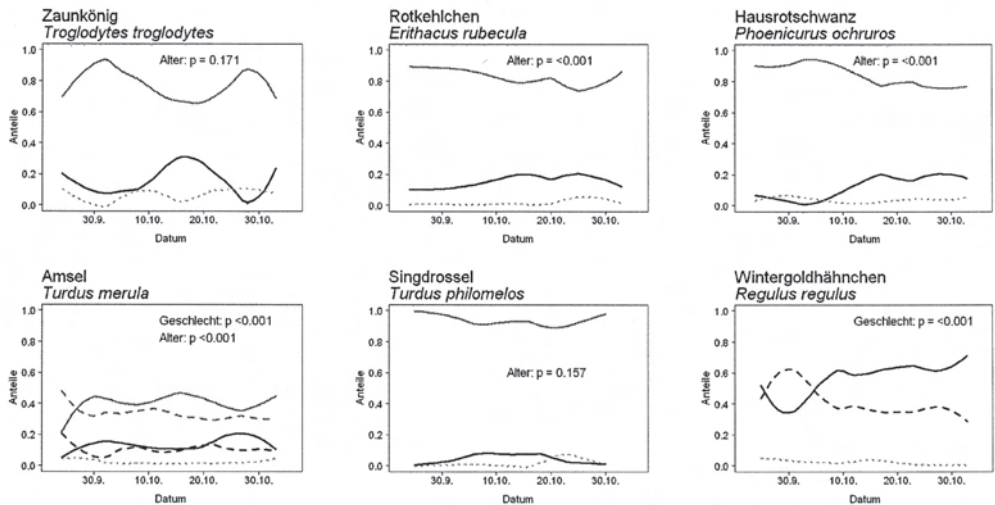 Zaunkönig
Troglodytes troglodytes
Alter: p = 0.171
1.0
0.8
0.6
0.4
0.2
0.0
Anteile
30.9.
10.10.
20.10.
30.10.
Datum
Rotkehlchen
Erithacus rubecula
Alter: p = <0.001
1.0
0.8
0.6
0.4
0.2
0.0
Anteile
30.9.
10.10.
20.10.
30.10.
Datum
Hausrotschwanz
Phoenicurus ochruros
Alter: p = <0.001
1.0
0.8
0.6
0.4
0.2
0.0
Anteile
30.9.
10.10.
20.10.
30.10.
Datum
Amsel
Turdus merula
Geschlecht: p <0.001
Alter: p <0.001
1.0
0.8
0.6
0.4
0.2
0.0
Anteile
30.9.
10.10.
20.10.
30.10.
Datum
Singdrossel
Turdus philomelos
Alter: p = 0.157
1.0
0.8
0.6
0.4
0.2
0.0
Anteile
30.9.
10.10.
20.10.
30.10.
Datum
Wintergoldhähnchen
Regulus regulus
Geschlecht: p = <0.001
1.0
0.8
0.6
0.4
0.2
0.0
Anteile
30.9.
10.10.
20.10.
30.10.
Datum